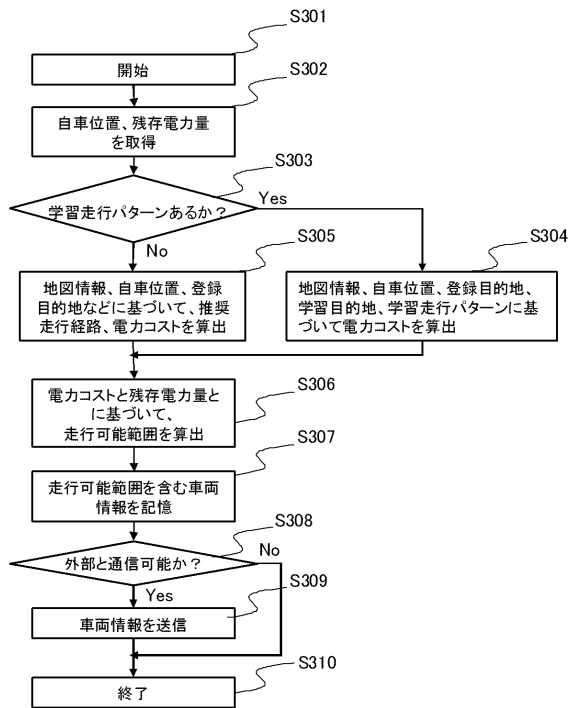 S301
開始
S302
自車位置、残存電力量
を取得
S303
学習走行パターンあるか？
Yes
No
S305
地図情報、自車位置、登録
目的地などに基づいて、推奨
走行経路、電力コストを算出
S304
地図情報、自車位置、登録目的地、
学習目的地、学習走行パターンに基
づいて電力コストを算出
S306
電力コストと残存電力量と
に基づいて、
走行可能範囲を算出
S307
走行可能範囲を含む車両
情報を記憶
S308
外部と通信可能か？
No
Yes
S309
車両情報を送信
S310
終了